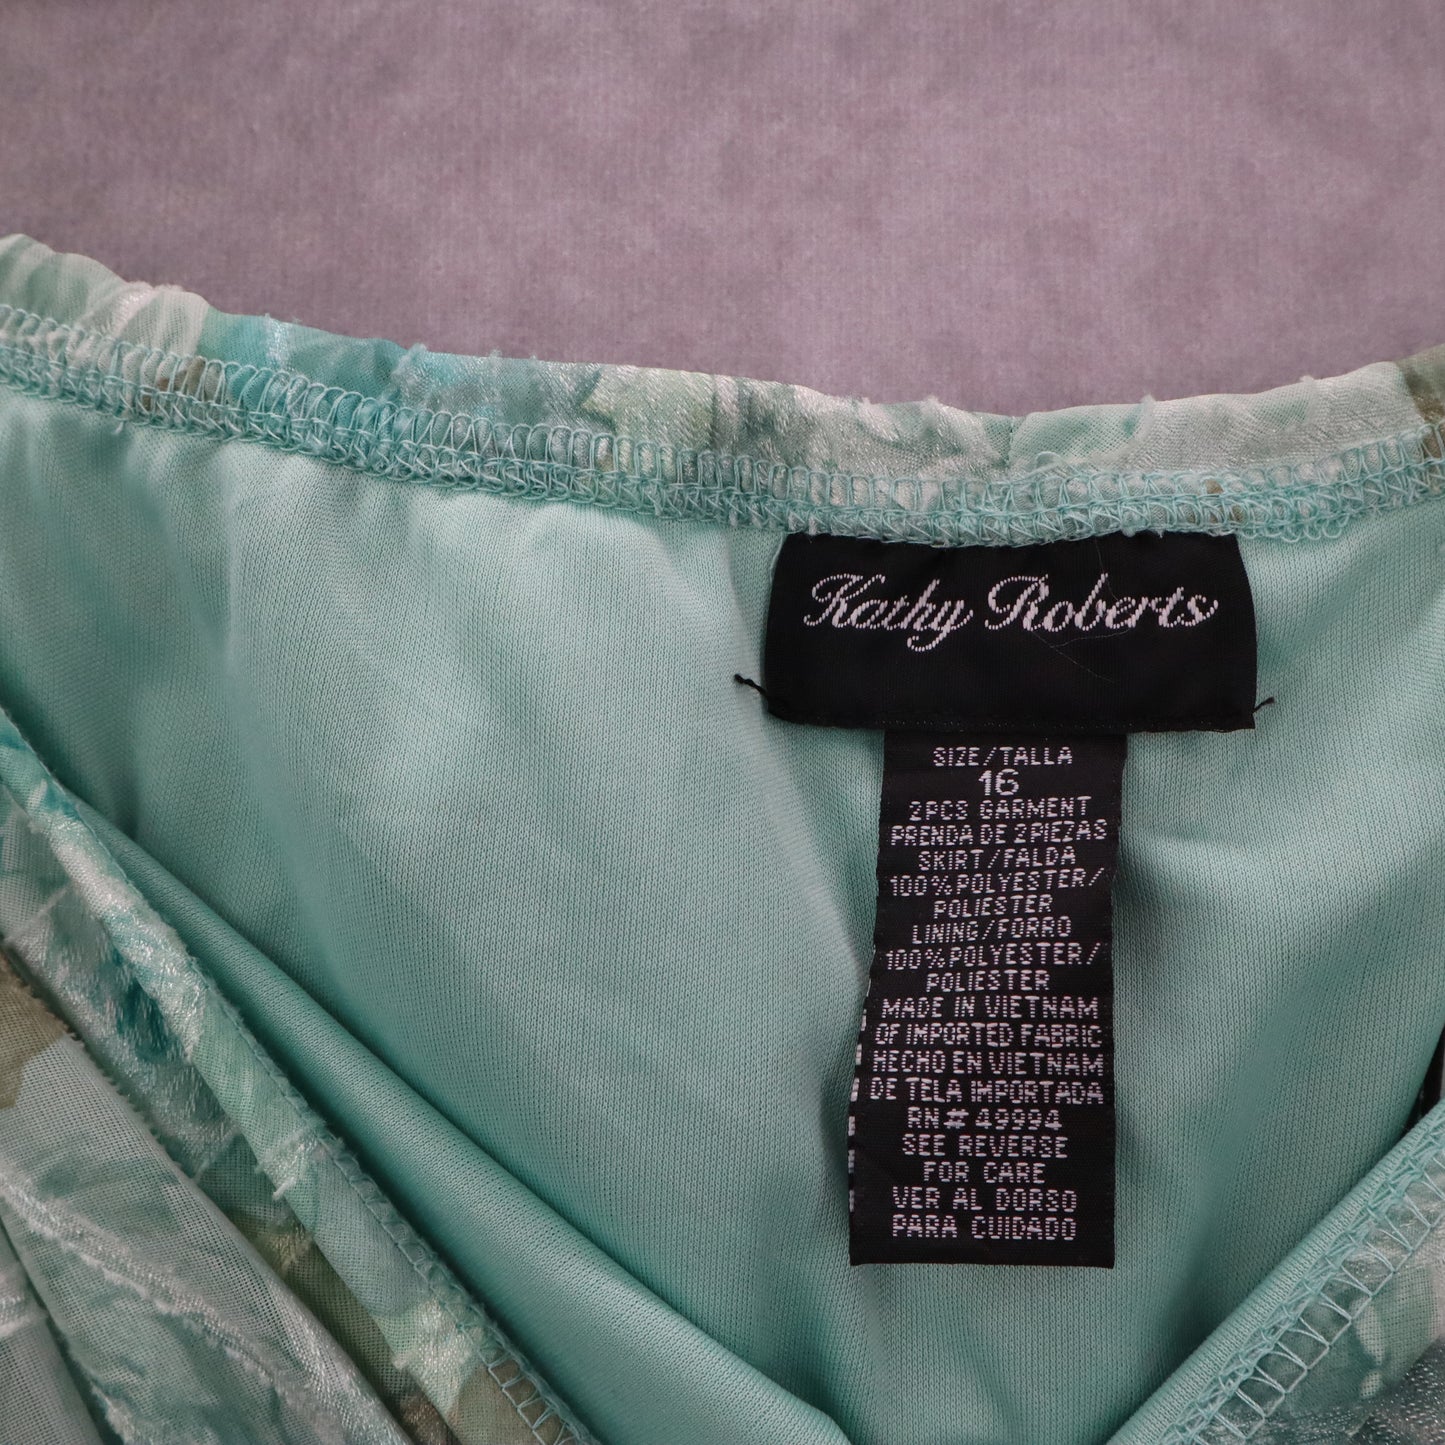 Kathy Roberts
SIZE/TALLA
16
2PCS GARMENT
PRENDA DE 2 PIEZAS
SKIRT/FALDA
100% POLYESTER/
POLIESTER
LINING/FORRO
100% POLYESTER/
POLIESTER
MADE IN VIETNAM
OF IMPORTED FABRIC
HECHO EN VIETNAM
DE TELA IMPORTADA
RN# 49994
SEE REVERSE
FOR CARE
VER AL DORSO
PARA CUIDADO